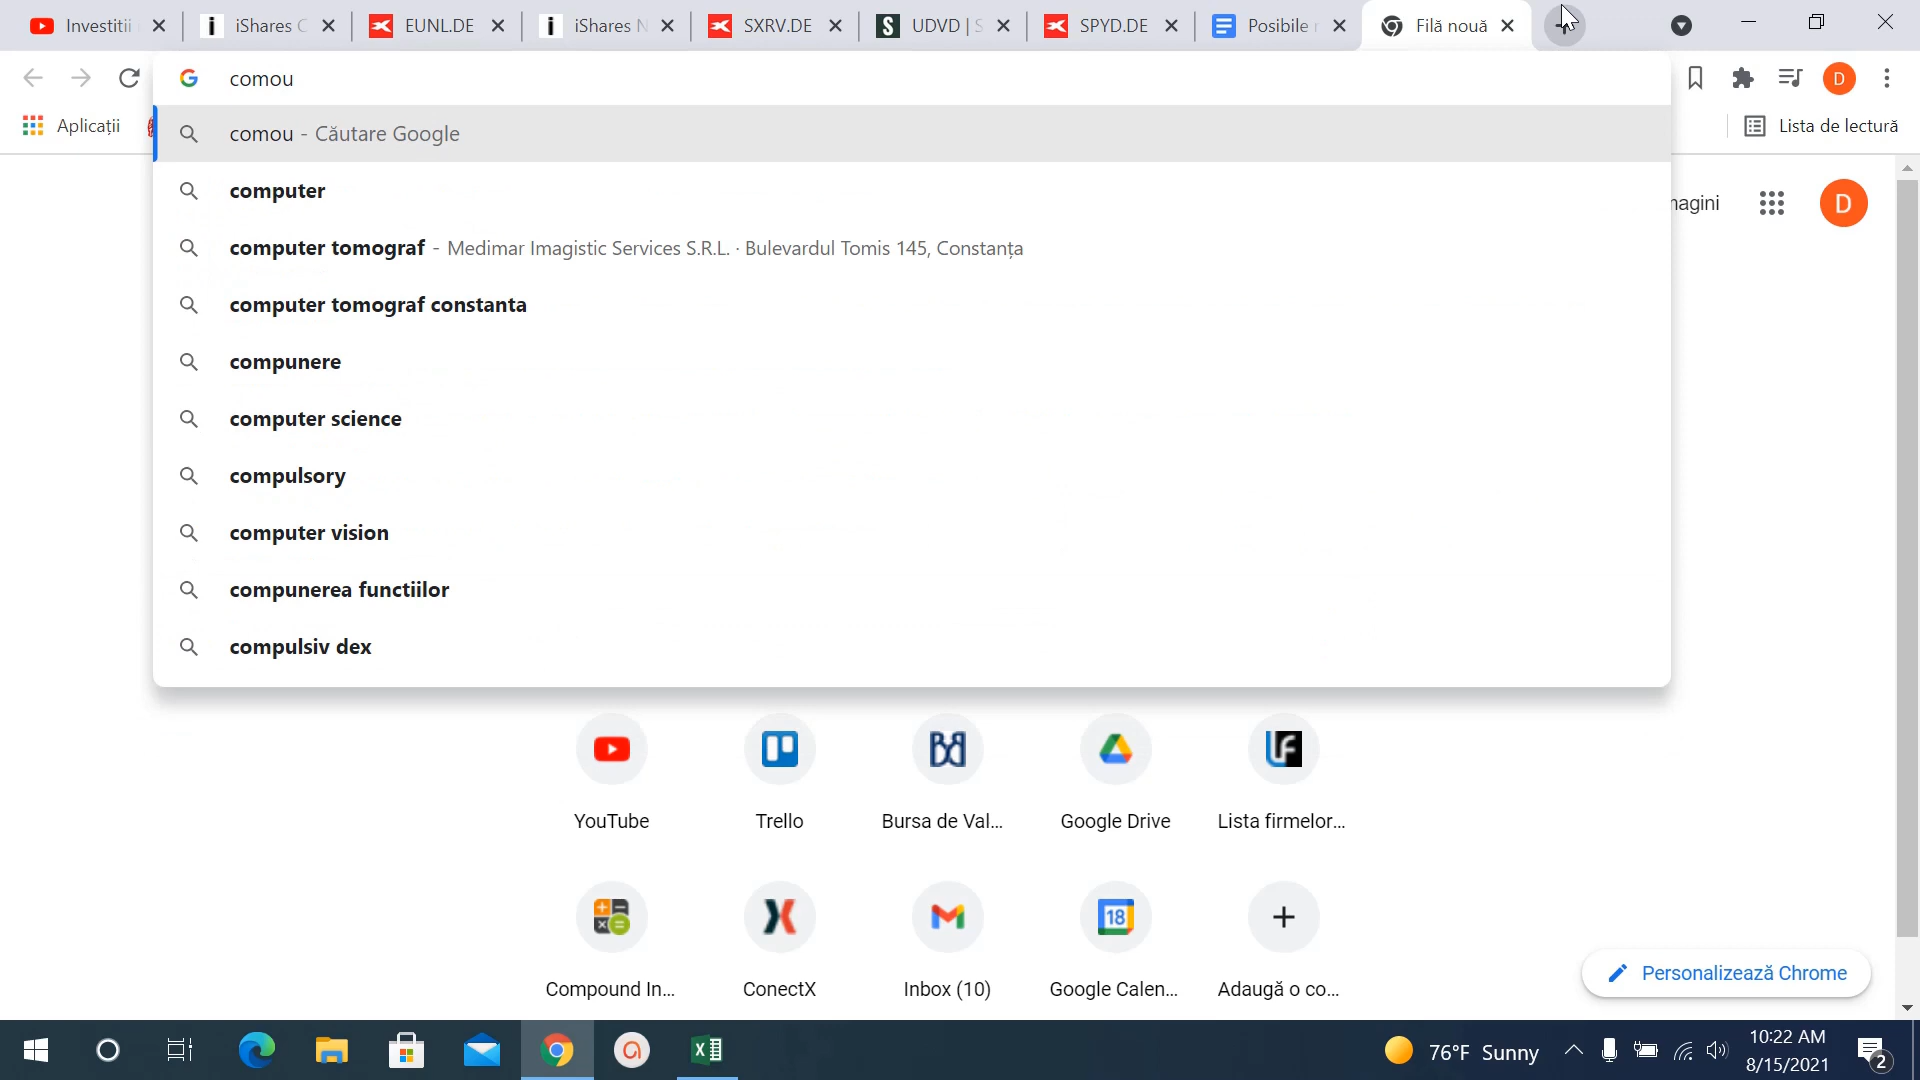 Investitii
iShares C
EUNL.DE
iShares N
SXRV.DE
UDVD | S
SPYD.DE
Posibile
Filă nouă
comou
Aplicații
Lista de lectură
comou - Căutare Google
computer
computer tomograf - Medimar Imagistic Services S.R.L. · Bulevardul Tomis 145, Constanța
computer tomograf constanta
compunere
computer science
compulsory
computer vision
compunerea functiilor
compulsiv dex
magini
D
D
YouTube
Trello
Bursa de Val...
Google Drive
Lista firmelor...
18
Compound In...
ConectX
Inbox (10)
Google Calen...
Adaugă o co...
Personalizează Chrome
76°F Sunny
10:22 AM
8/15/2021
2